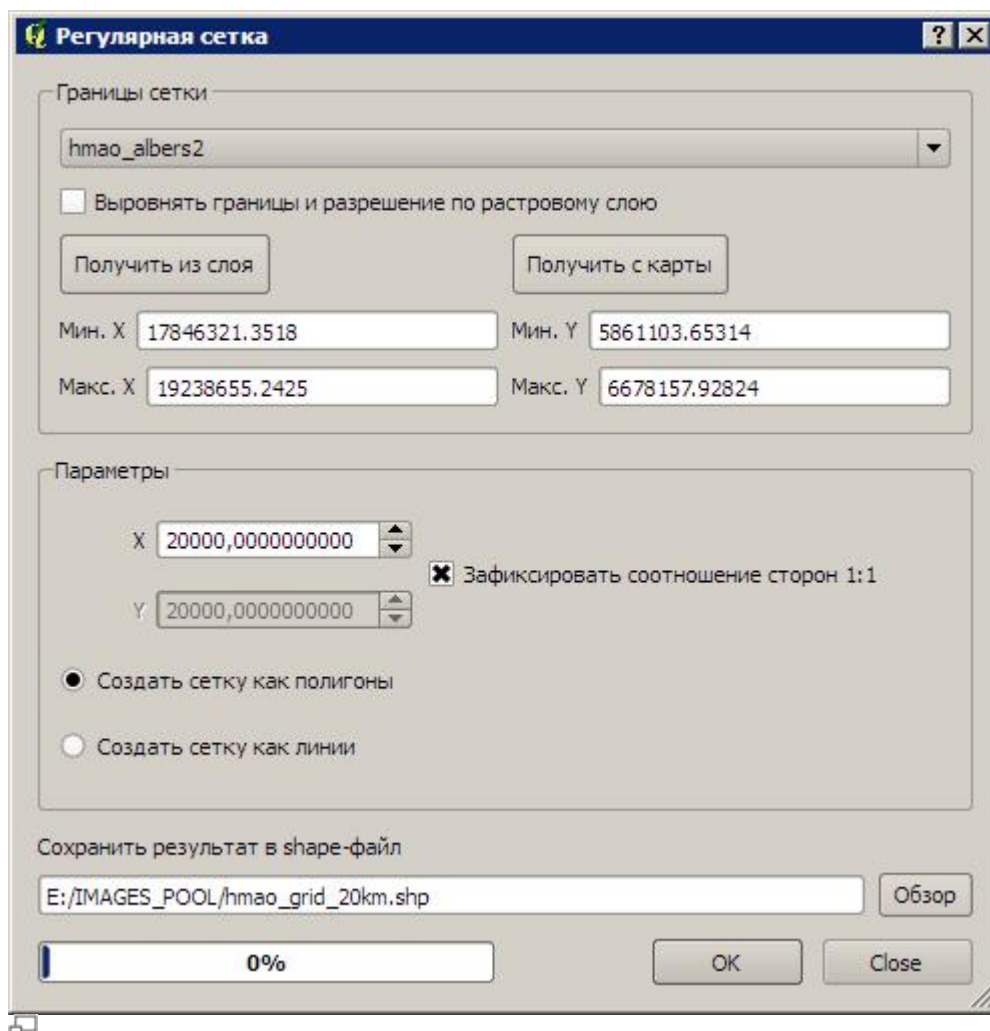 Регулярная сетка
Границы сетки
hmao_albers2
Выровнять границы и разрешение по растровому слою
Получить из слоя Получить с карты
Мин. X 17846321.3518 Мин. Y 5861103.65314
Макс. X 19238655.2425 Макс. Y 6678157.92824
Параметры
X 20000,0000000000
Зафиксировать соотношение сторон 1:1
Y 20000,0000000000
Создать сетку как полигоны
Создать сетку как линии
Сохранить результат в shape-файл
E:/IMAGES_POOL/hmao_grid_20km.shp Обзор
0% OK Close